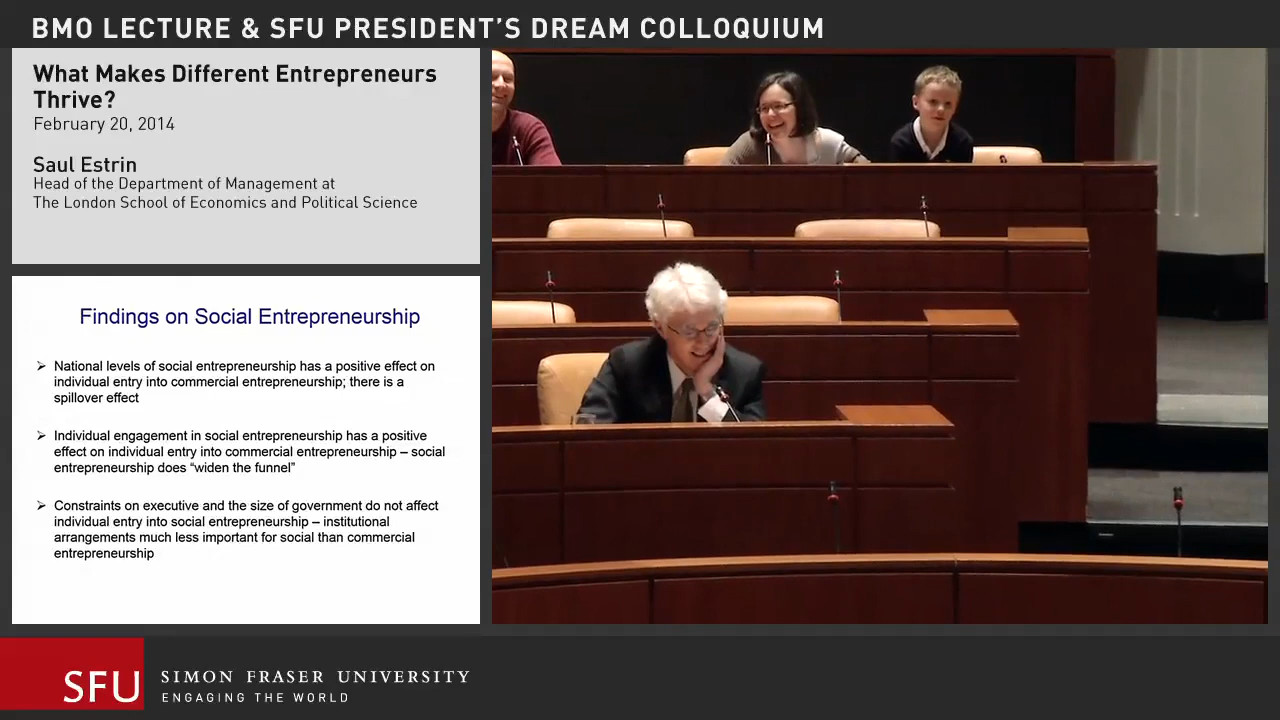 BMO LECTURE & SFU PRESIDENT'S DREAM COLLOQUIUM
What Makes Different Entrepreneurs
Thrive?
February 20, 2014
Saul Estrin
Head of the Department of Management at
The London School of Economics and Political Science
Findings on Social Entrepreneurship
National levels of social entrepreneurship has a positive effect on
individual entry into commercial entrepreneurship; there is a
spillover effect
Individual engagement in social entrepreneurship has a positive
effect on individual entry into commercial entrepreneurship – social
entrepreneurship does “widen the funnel”
Constraints on executive and the size of government do not affect
individual entry into social entrepreneurship – institutional
arrangements much less important for social than commercial
entrepreneurship
SFU
SIMON FRASER UNIVERSITY
ENGAGING THE WORLD